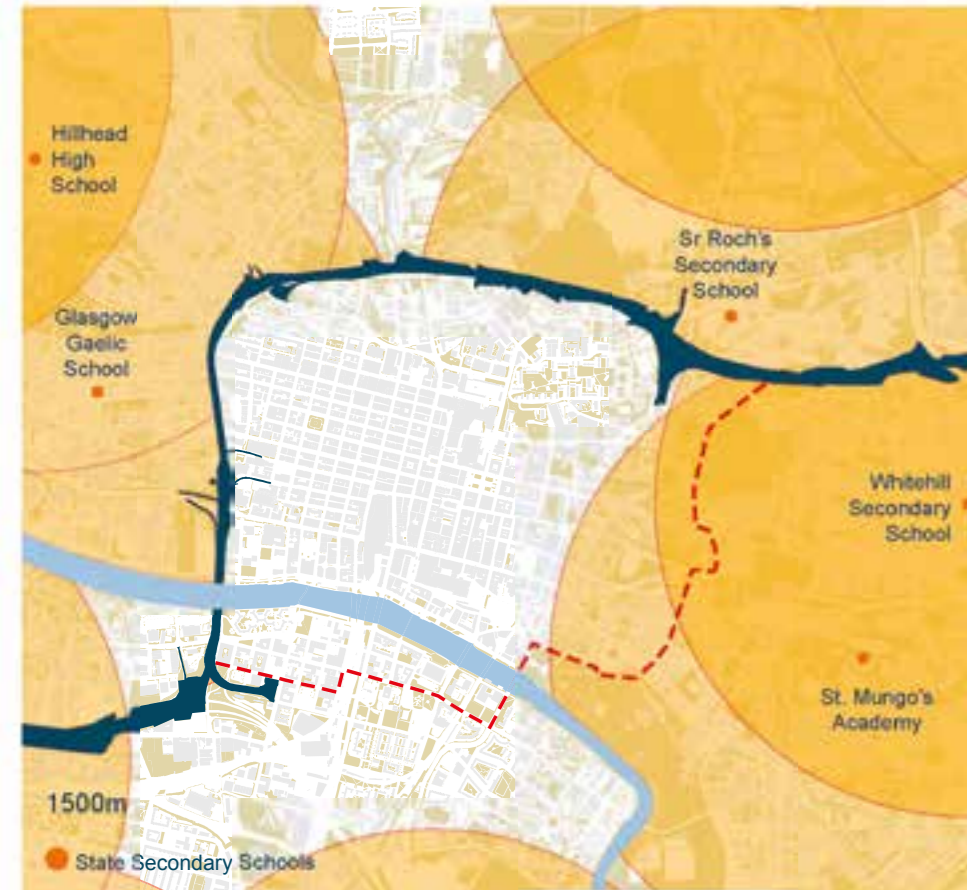 Hillhead
High
School
Sr Roch's
Secondary
School
Glasgow
Gaelic
School
Whitehill
Secondary
School
St. Mungo's
Academy
1500m
State Secondary Schools